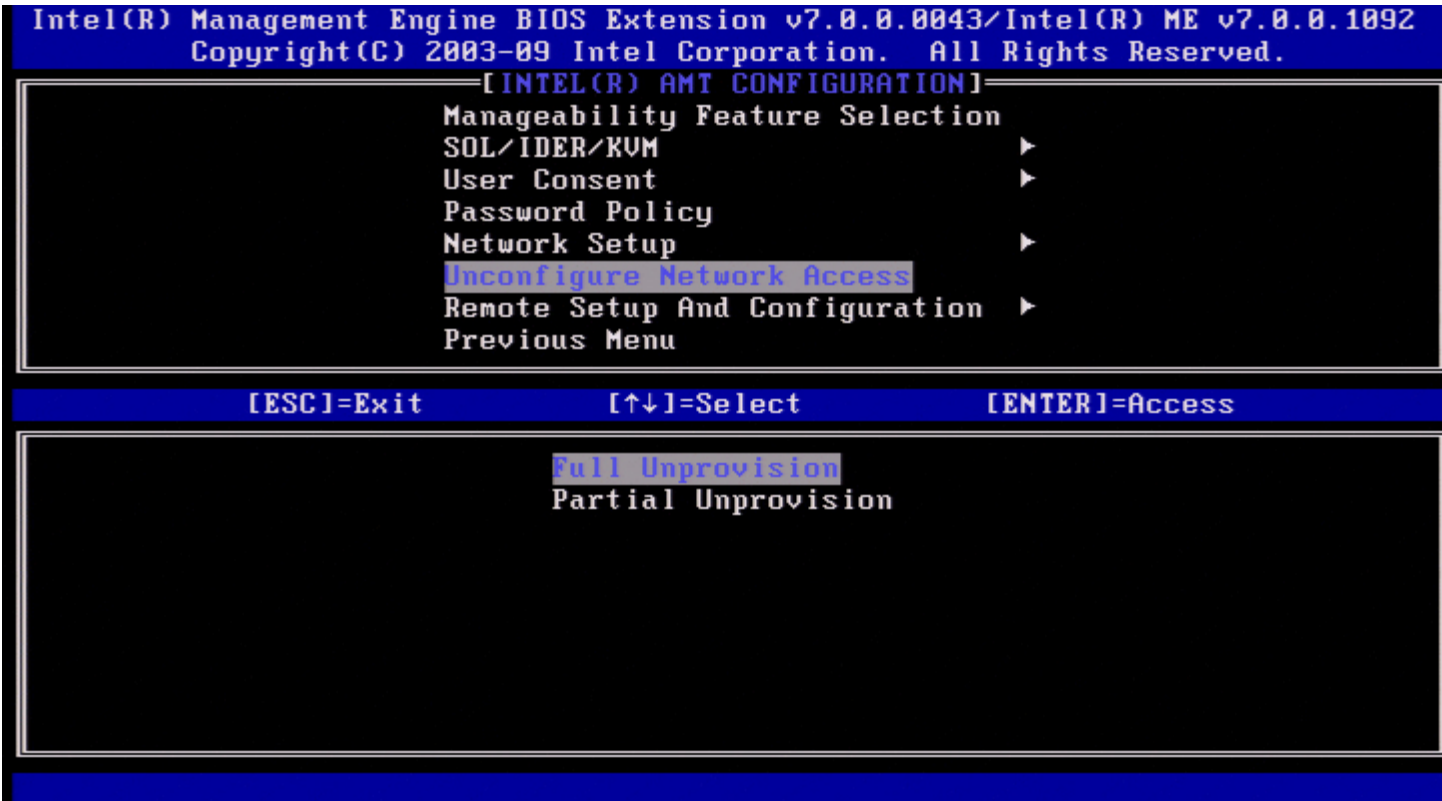 Intel(R) Management Engine BIOS Extension v7.0.0.0043/Intel(R) ME v7.0.0.1092
Copyright(C) 2003-09 Intel Corporation.  All Rights Reserved.
[INTEL(R) AMT CONFIGURATION]
Manageability Feature Selection
SOL/IDER/KVM ►
User Consent ►
Password Policy
Network Setup ►
Unconfigure Network Access
Remote Setup And Configuration ►
Previous Menu
[ESC]=Exit [↑↓]=Select [ENTER]=Access
Full Unprovision
Partial Unprovision